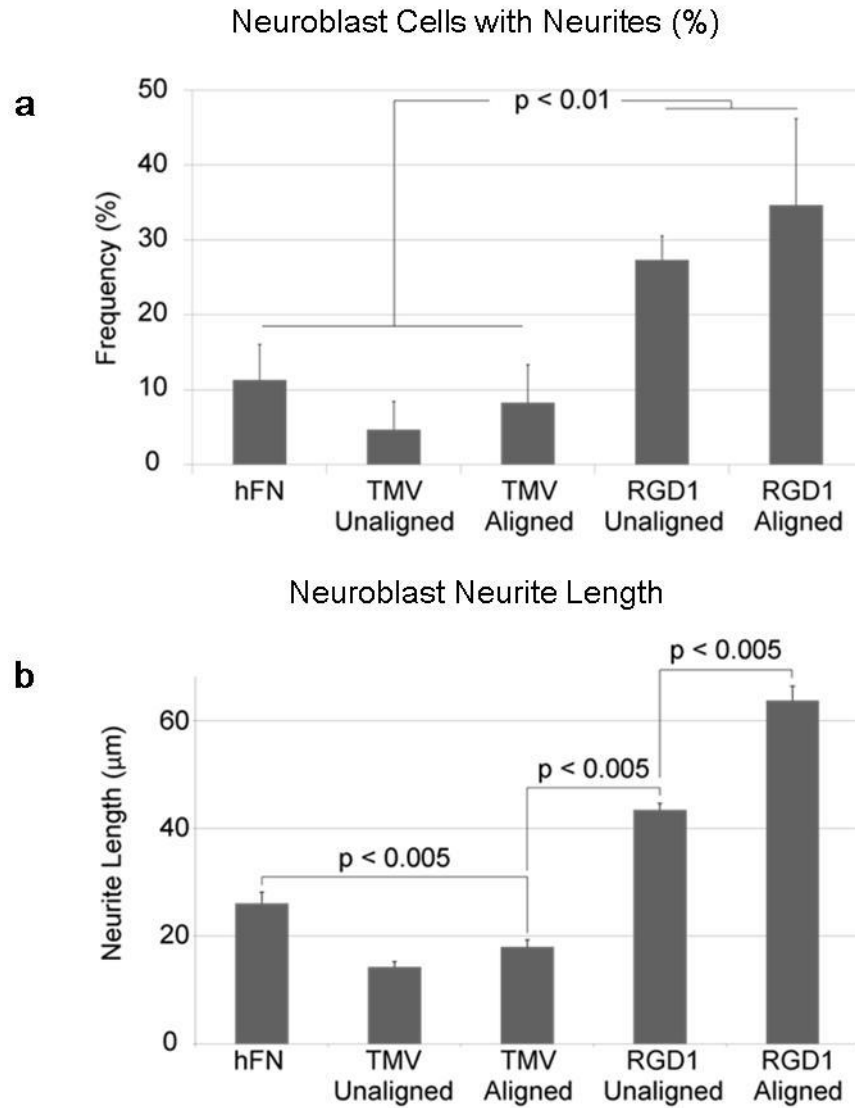 Neuroblast Cells with Neurites (%)
a
Frequency (%)
50
40
30
20
10
0
p < 0.01
hFN
TMV
Unaligned
TMV
Aligned
RGD1
Unaligned
RGD1
Aligned
Neuroblast Neurite Length
b
Neurite Length (µm)
60
40
20
0
p < 0.005
p < 0.005
p < 0.005
hFN
TMV
Unaligned
TMV
Aligned
RGD1
Unaligned
RGD1
Aligned